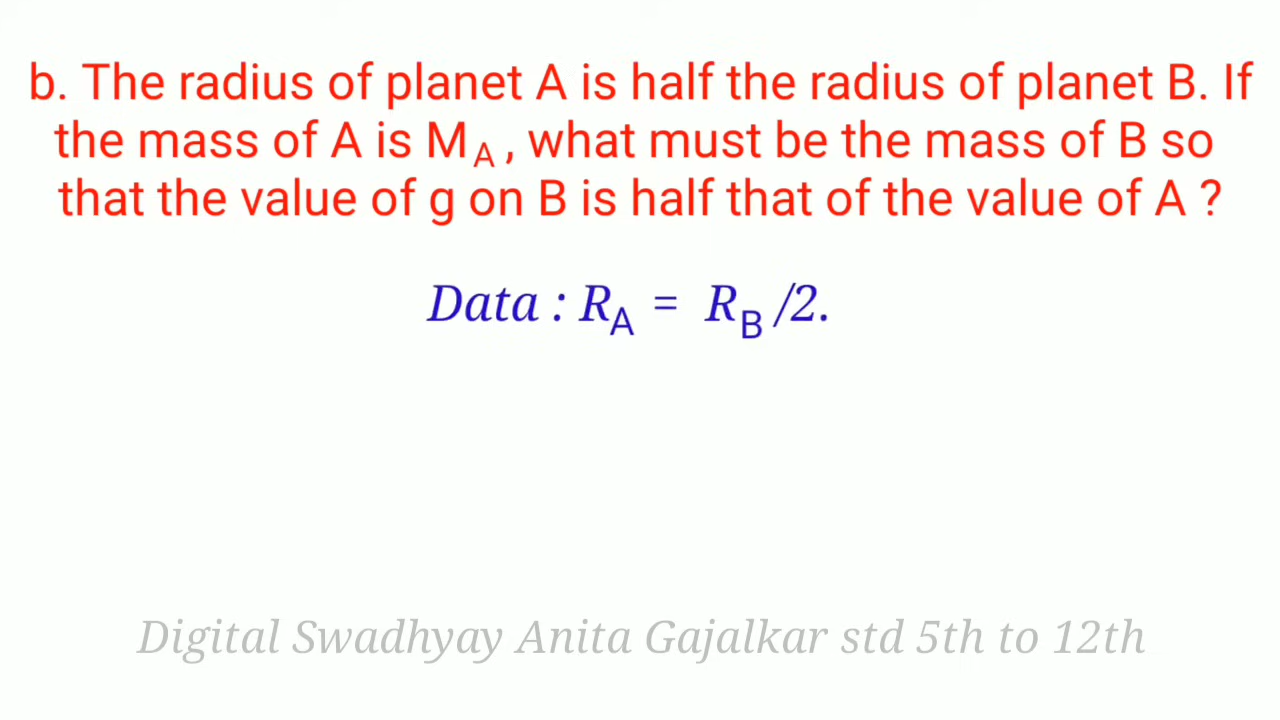 b. The radius of planet A is half the radius of planet B. If
the mass of A is M A , what must be the mass of B so
that the value of g on B is half that of the value of A ?
Data : RA = RB /2.
Digital Swadhyay Anita Gajalkar std 5th to 12th